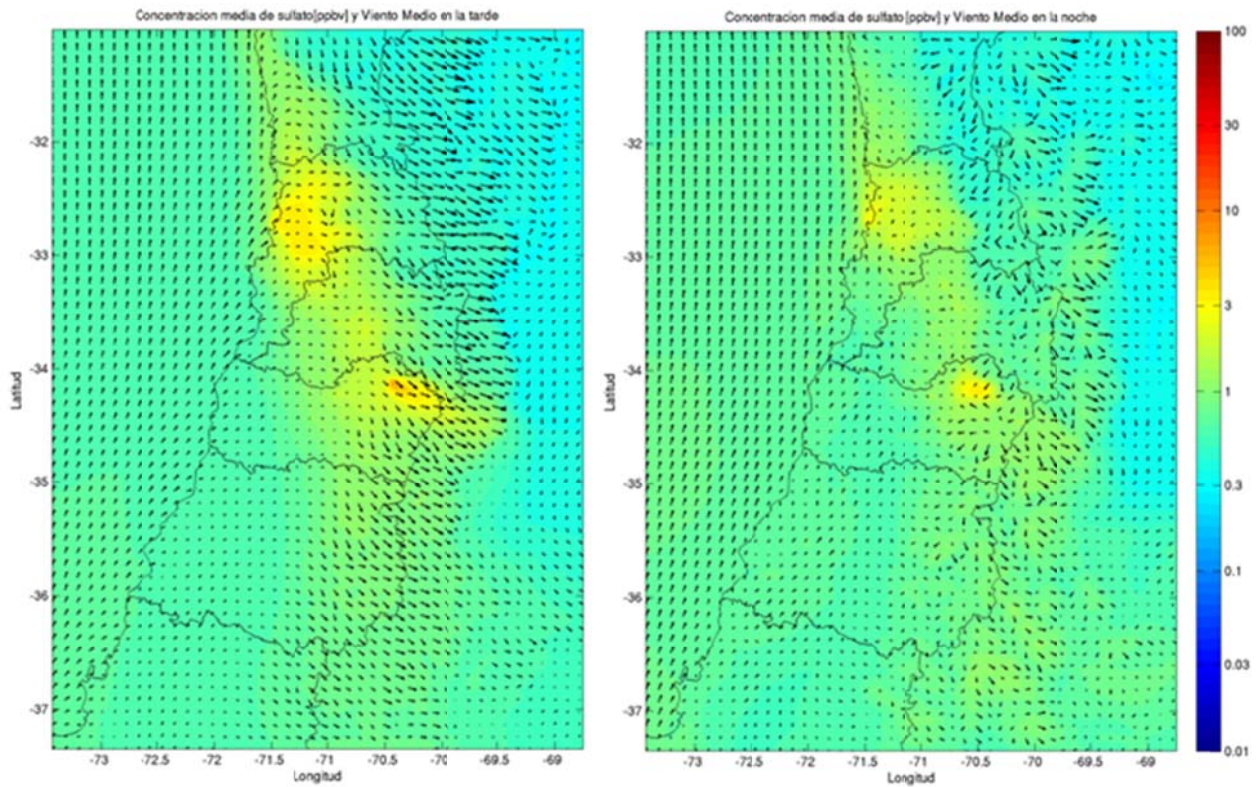 Concentracion media de sulfato[ppbv] y Viento Medio en la tarde
Latitud
-32
-33
-34
-35
-36
-37
-73 -72.5 -72 -71.5 -71 -70.5 -70 -69.5 -69
Longitud
Concentracion media de sulfato[ppbv] y Viento Medio en la noche
Latitud
-32
-33
-34
-35
-36
-37
-73 -72.5 -72 -71.5 -71 -70.5 -70 -69.5 -69
Longitud
100
30
10
3
1
0.3
0.1
0.03
0.01